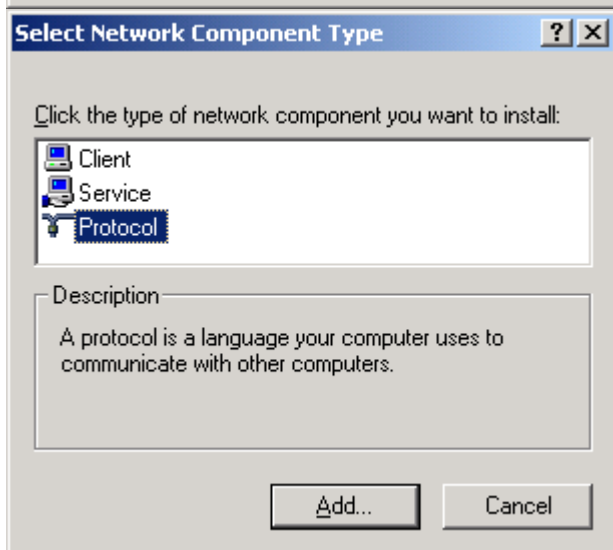 Select Network Component Type
Click the type of network component you want to install:
Client
Service
Protocol
Description
A protocol is a language your computer uses to
communicate with other computers.
Add...
Cancel